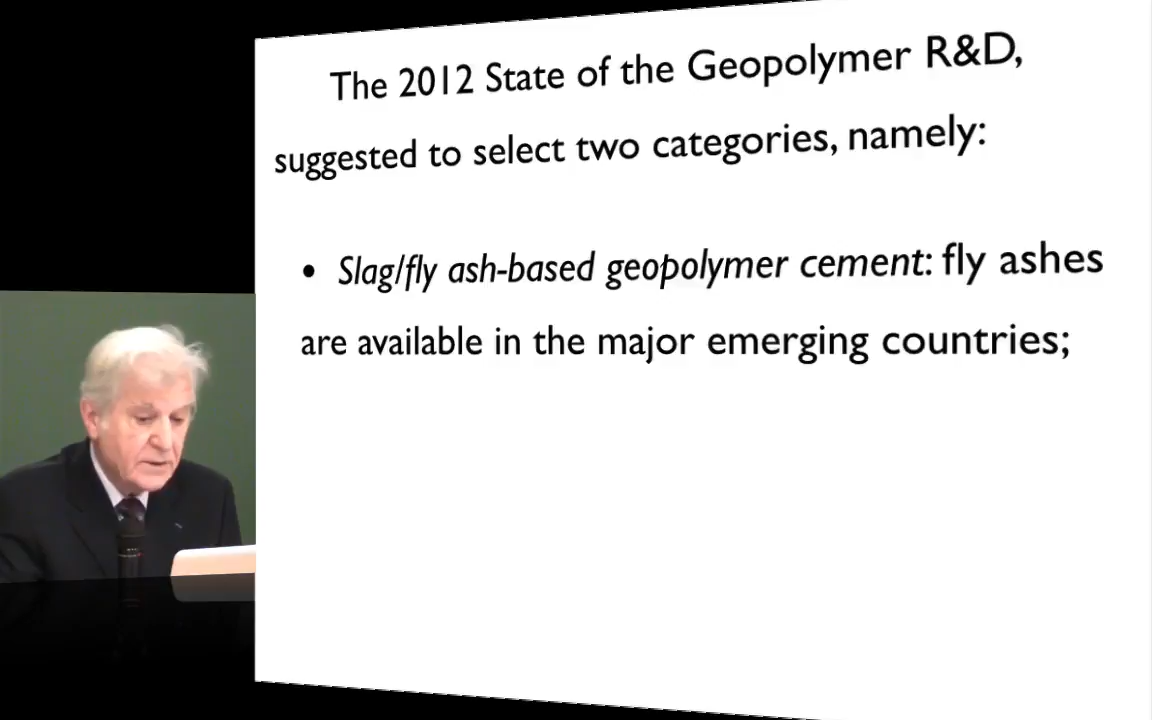 The 2012 State of the Geopolymer R&D,
suggested to select two categories, namely:
• Slag/fly ash-based geopolymer cement: fly ashes
are available in the major emerging countries;